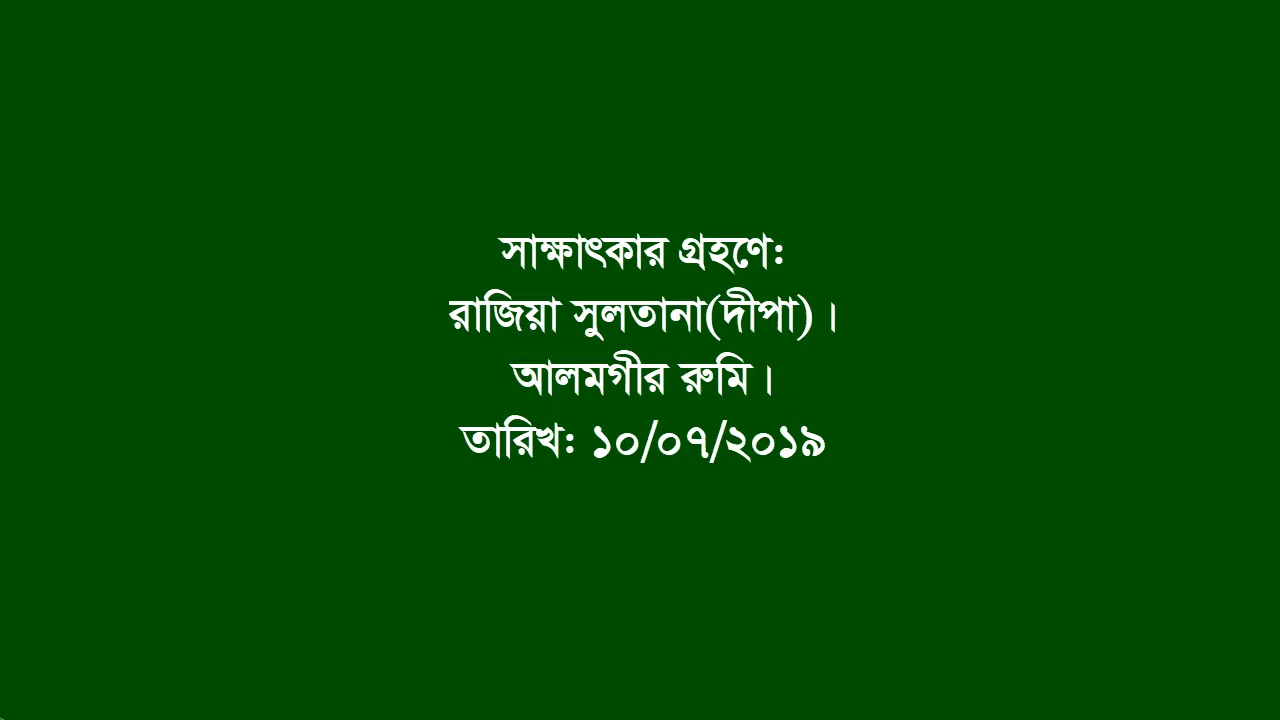 সাক্ষাৎকার গ্রহণে:
রাজিয়া সুলতানা(দীপা)।
আলমগীর রুমি।
তারিখ: ১০/০৭/২০১৯